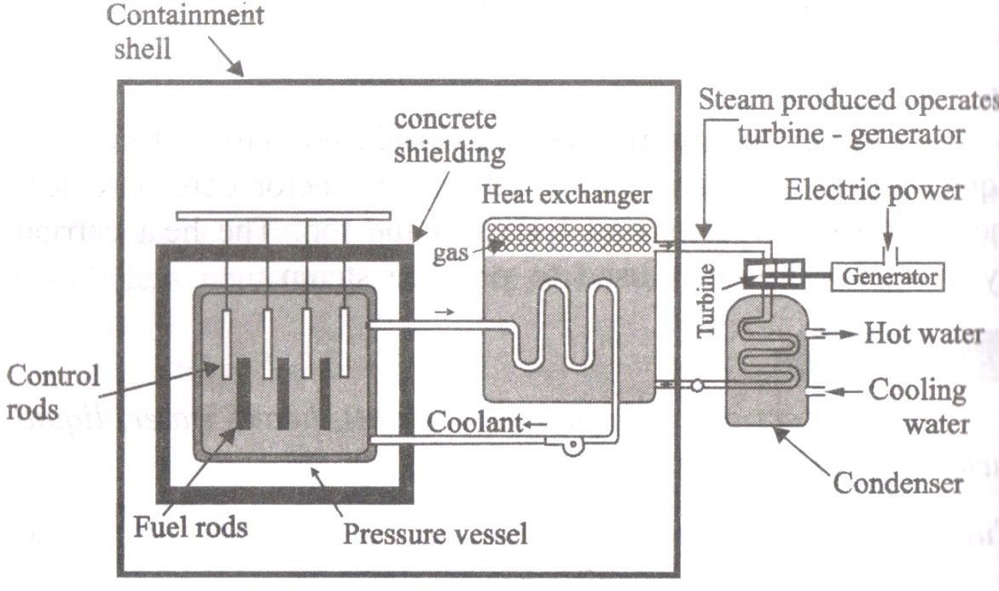 Containment
shell
concrete
shielding
Steam produced operates
turbine - generator
Electric power
Heat exchanger
gas
Turbine
Generator
Hot water
Control
rods
Cooling
water
Coolant
Condenser
Fuel rods
Pressure vessel